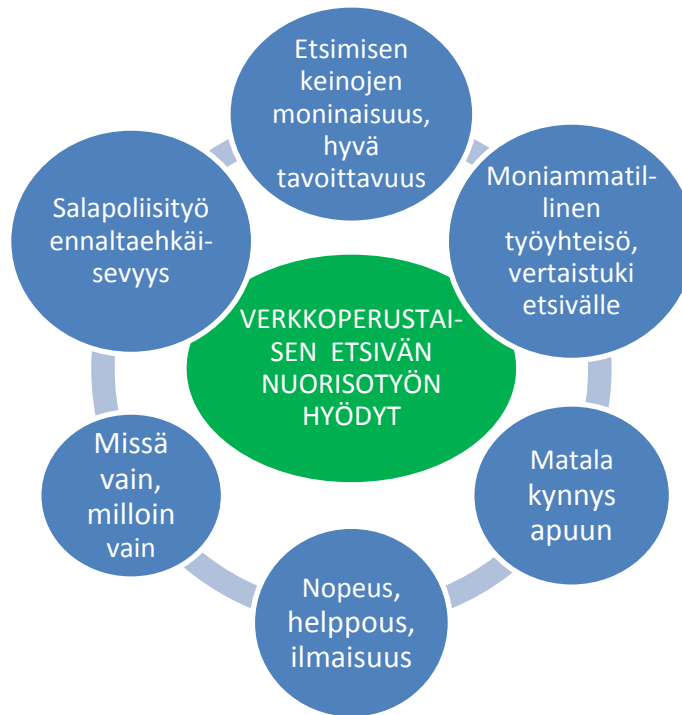 Etsimisen
keinojen
moninaisuus,
hyvä
tavoittavuus
Moniammatil-
linen
työyhteisö,
vertaistuki
etsivälle
Matala
kynnys
apuun
Nopeus,
helppous,
ilmaisuus
Missä
vain,
milloin
vain
Salapoliisityö
ennaltaehkäi-
sevyys
VERKKOPERUSTAI-
SEN ETSIVÄN
NUORISOTYÖN
HYÖDYT